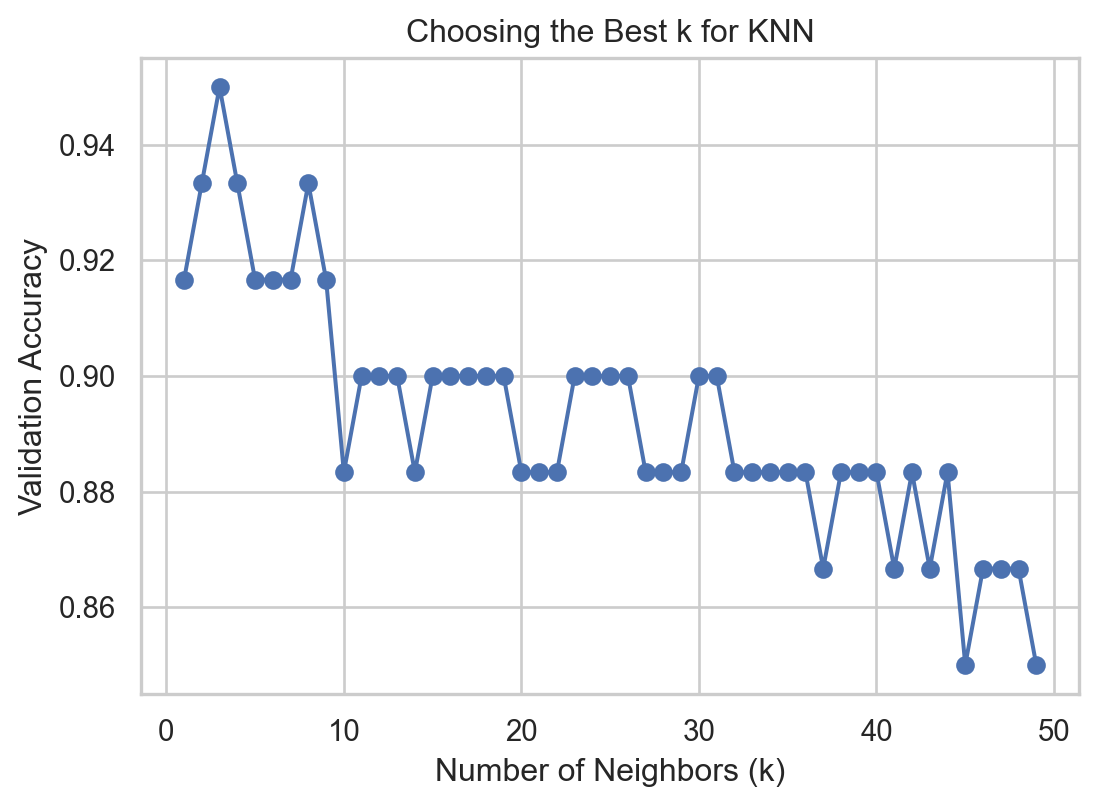 Choosing the Best k for KNN
Validation Accuracy
0.94
0.92
0.90
0.88
0.86
0 10 20 30 40 50
Number of Neighbors (k)